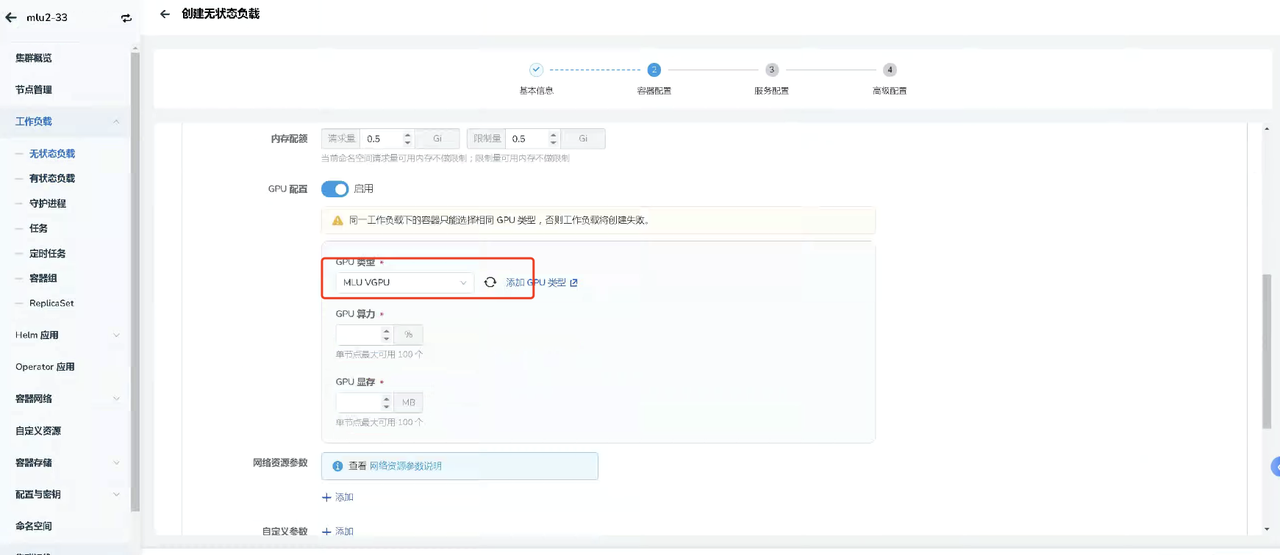 mlu2-33
创建无状态负载
集群概览
节点管理
工作负载
无状态负载
有状态负载
守护进程
任务
定时任务
容器组
ReplicaSet
Helm 应用
Operator 应用
容器网络
自定义资源
容器存储
配置与密钥
命名空间
2 3 4
基本信息 容器配置 服务配置 高级配置
内存配额 请求量 0.5 Gi 限制量 0.5 Gi
当前命名空间请求量可用内存不做限制；限制量可用内存不做限制
GPU 配置 启用
同一工作负载下的容器只能选择相同 GPU 类型，否则工作负载将创建失败。
GPU 类型 *
MLU VGPU 添加 GPU 类型
GPU 算力 *
%
单节点最大可用 100 个
GPU 显存 *
MB
单节点最大可用 100 个
网络资源参数 查看 网络资源参数说明
添加
自定义参数 添加